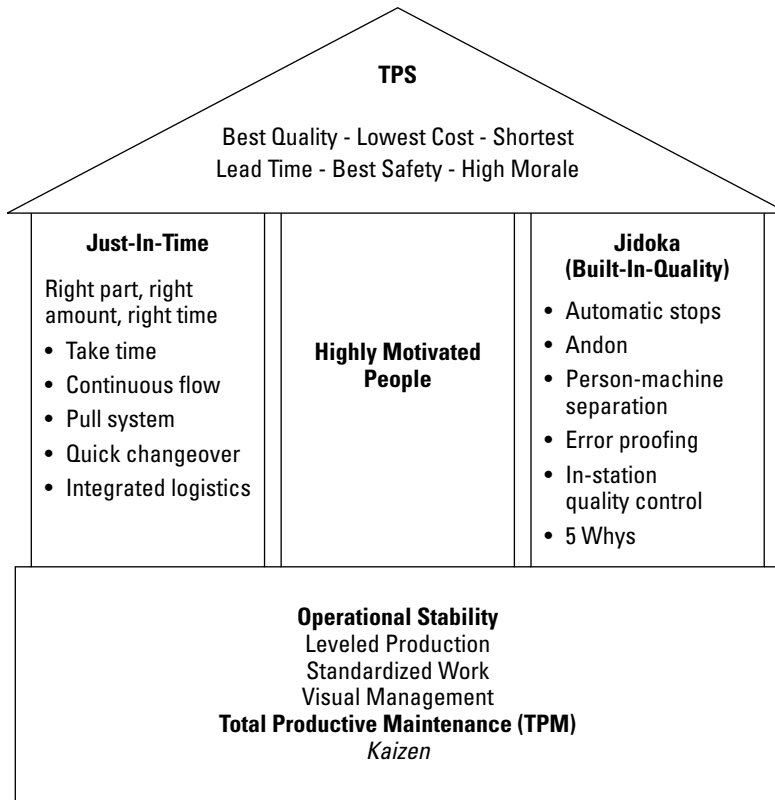 TPS
Best Quality - Lowest Cost - Shortest
Lead Time - Best Safety - High Morale
Just-In-Time
Right part, right
amount, right time
• Take time
• Continuous flow
• Pull system
• Quick changeover
• Integrated logistics
Highly Motivated
People
Jidoka
(Built-In-Quality)
• Automatic stops
• Andon
• Person-machine
separation
• Error proofing
• In-station
quality control
• 5 Whys
Operational Stability
Leveled Production
Standardized Work
Visual Management
Total Productive Maintenance (TPM)
Kaizen